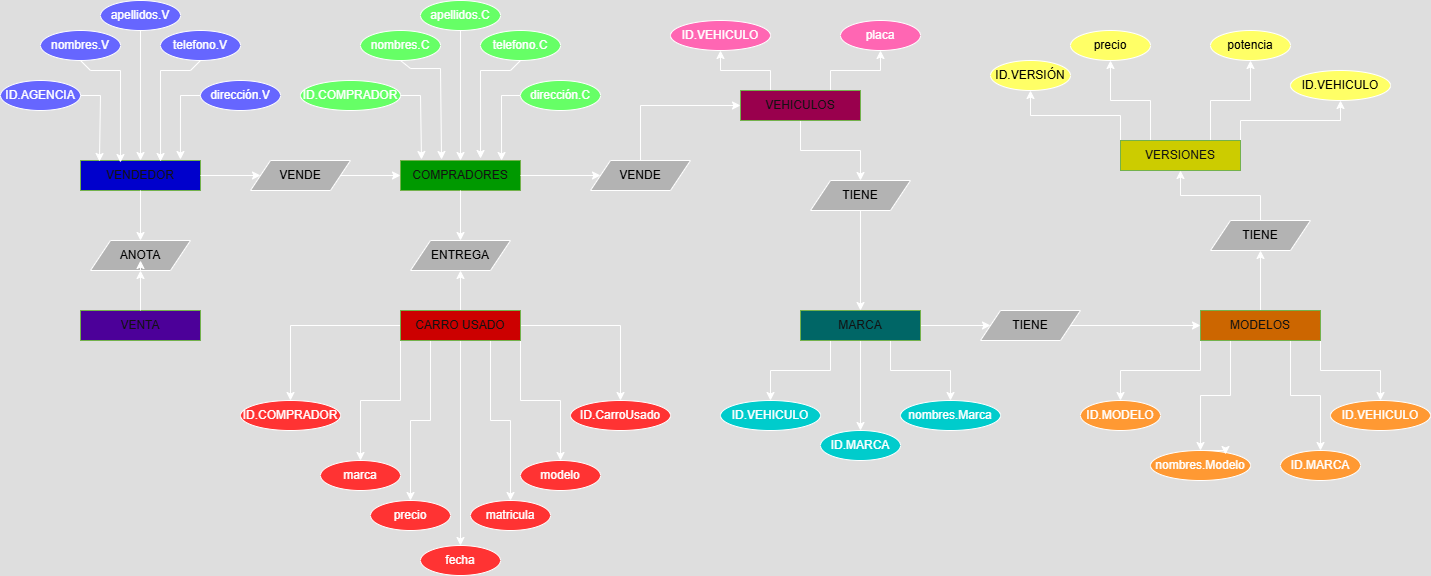 apellidos.V
nombres.V
telefono.V
ID.AGENCIA
dirección.V
VENDEDOR
VENDE
ANOTA
VENTA
apellidos.C
nombres.C
telefono.C
ID.COMPRADOR
dirección.C
COMPRADORES
VENDE
ENTREGA
CARRO USADO
ID.COMPRADOR
ID.CarroUsado
marca
modelo
precio
matricula
fecha
ID.VEHICULO
placa
VEHICULOS
TIENE
MARCA
TIENE
ID.VEHICULO
nombres.Marca
ID.MARCA
precio
potencia
ID.VERSIÓN
ID.VEHICULO
VERSIONES
TIENE
MODELOS
ID.MODELO
ID.VEHICULO
nombres.Modelo
ID.MARCA